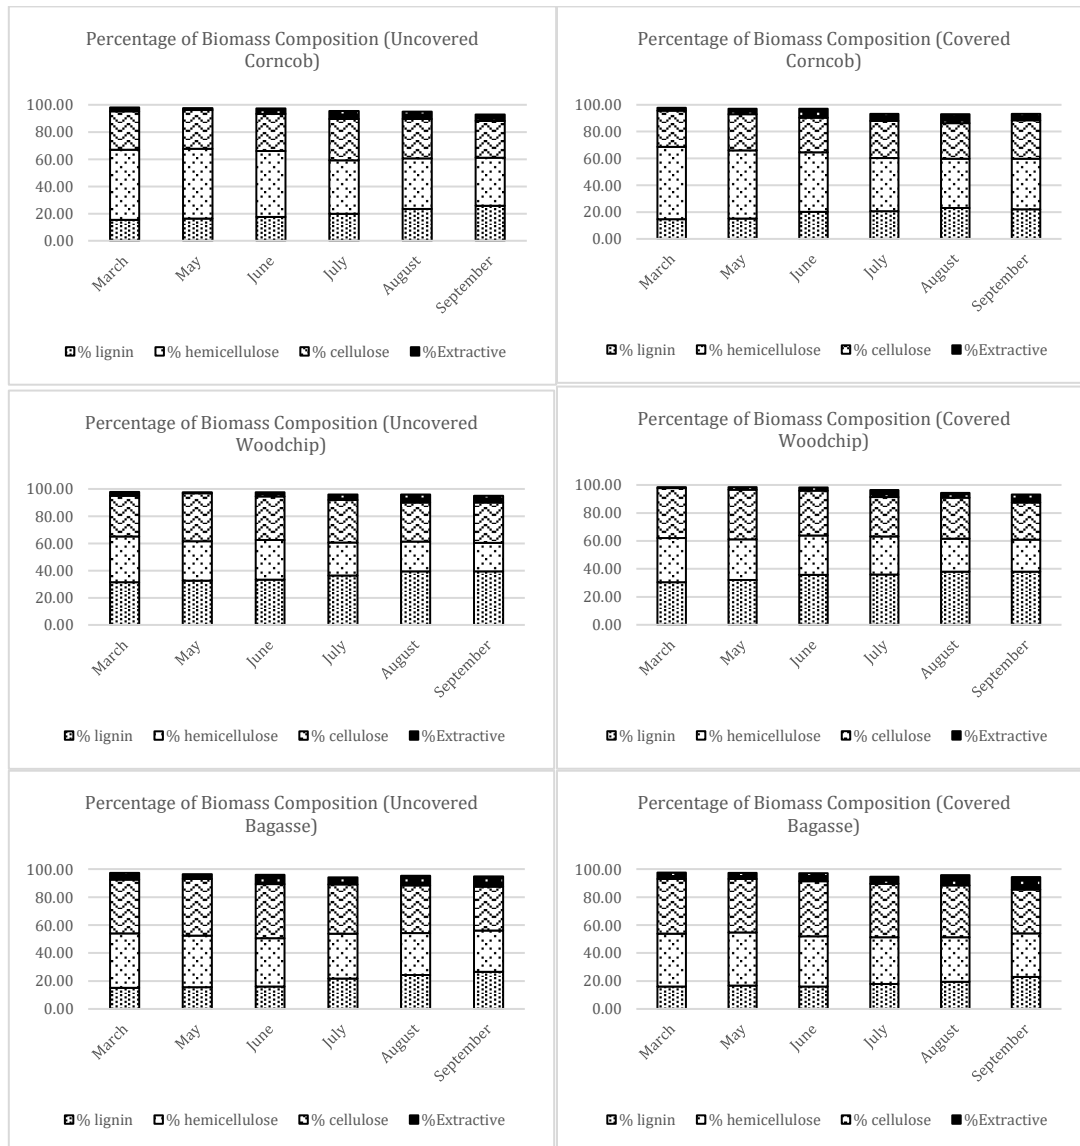 Percentage of Biomass Composition (Uncovered
Corncob)
100.00
80.00
60.00
40.00
20.00
0.00
March
May
June
July
August
September
% lignin
% hemicellulose
% cellulose
%Extractive
Percentage of Biomass Composition (Covered
Corncob)
100.00
80.00
60.00
40.00
20.00
0.00
March
May
June
July
August
September
% lignin
% hemicellulose
% cellulose
%Extractive
Percentage of Biomass Composition (Uncovered
Woodchip)
100.00
80.00
60.00
40.00
20.00
0.00
March
May
June
July
August
September
% lignin
% hemicellulose
% cellulose
%Extractive
Percentage of Biomass Composition (Covered
Woodchip)
100.00
80.00
60.00
40.00
20.00
0.00
March
May
June
July
August
September
% lignin
% hemicellulose
% cellulose
%Extractive
Percentage of Biomass Composition (Uncovered
Bagasse)
100.00
80.00
60.00
40.00
20.00
0.00
March
May
June
July
August
September
% lignin
% hemicellulose
% cellulose
%Extractive
Percentage of Biomass Composition (Covered
Bagasse)
100.00
80.00
60.00
40.00
20.00
0.00
March
May
June
July
August
September
% lignin
% hemicellulose
% cellulose
%Extractive